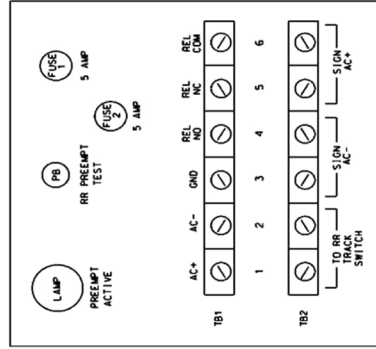 FUSE
1
5 AMP
FUSE
2
5 AMP
PB
RR PREEMPT
TEST
LAMP
PREEMPT
ACTIVE
AC+
AC-
GND
REL
NO
REL
NC
REL
COM
TB1
1
2
3
4
5
6
TB2
TO RR
TRACK
SWITCH
SIGN
AC-
SIGN
AC+